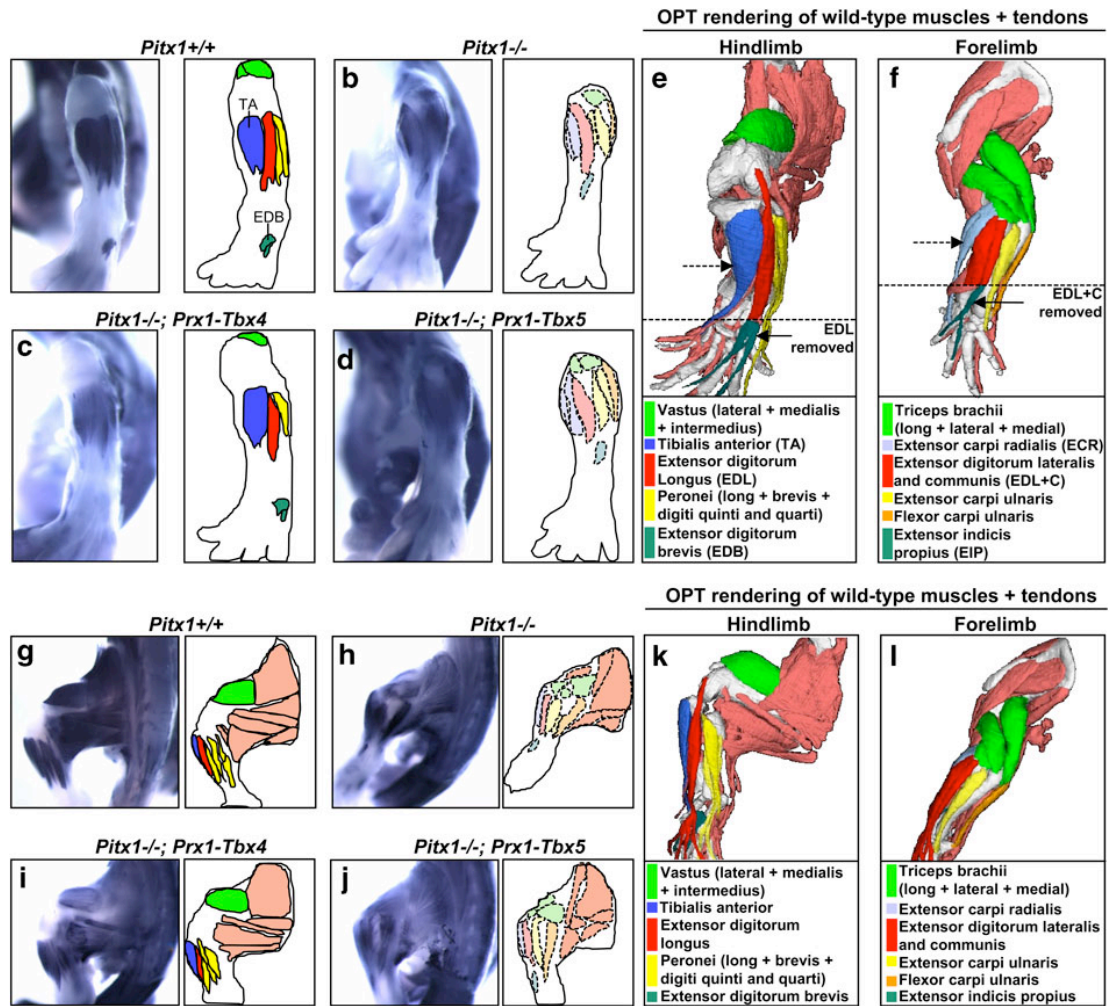 OPT rendering of wild-type muscles + tendons
Pitx1+/+
Pitx1-/-
Hindlimb
Forelimb
TA
EDB
b
e
f
EDL
removed
EDL+C
removed
Pitx1-/-; Prx1-Tbx4
Pitx1-/-; Prx1-Tbx5
c
d
Vastus (lateral + medialis
+ intermedius)
Tibialis anterior (TA)
Extensor digitorum
Longus (EDL)
Peronei (long + brevis +
digiti quinti and quarti)
Extensor digitorum
brevis (EDB)
Triceps brachii
(long + lateral + medial)
Extensor carpi radialis (ECR)
Extensor digitorum lateralis
and communis (EDL+C)
Extensor carpi ulnaris
Flexor carpi ulnaris
Extensor indicis
propius (EIP)
OPT rendering of wild-type muscles + tendons
Pitx1+/+
Pitx1-/-
Hindlimb
Forelimb
g
h
k
l
Pitx1-/-; Prx1-Tbx4
Pitx1-/-; Prx1-Tbx5
i
j
Vastus (lateral + medialis
+ intermedius)
Tibialis anterior
Extensor digitorum
longus
Peronei (long + brevis +
digiti quinti and quarti)
Extensor digitorum brevis
Triceps brachii
(long + lateral + medial)
Extensor carpi radialis
Extensor digitorum lateralis
and communis
Extensor carpi ulnaris
Flexor carpi ulnaris
Extensor indicis propius